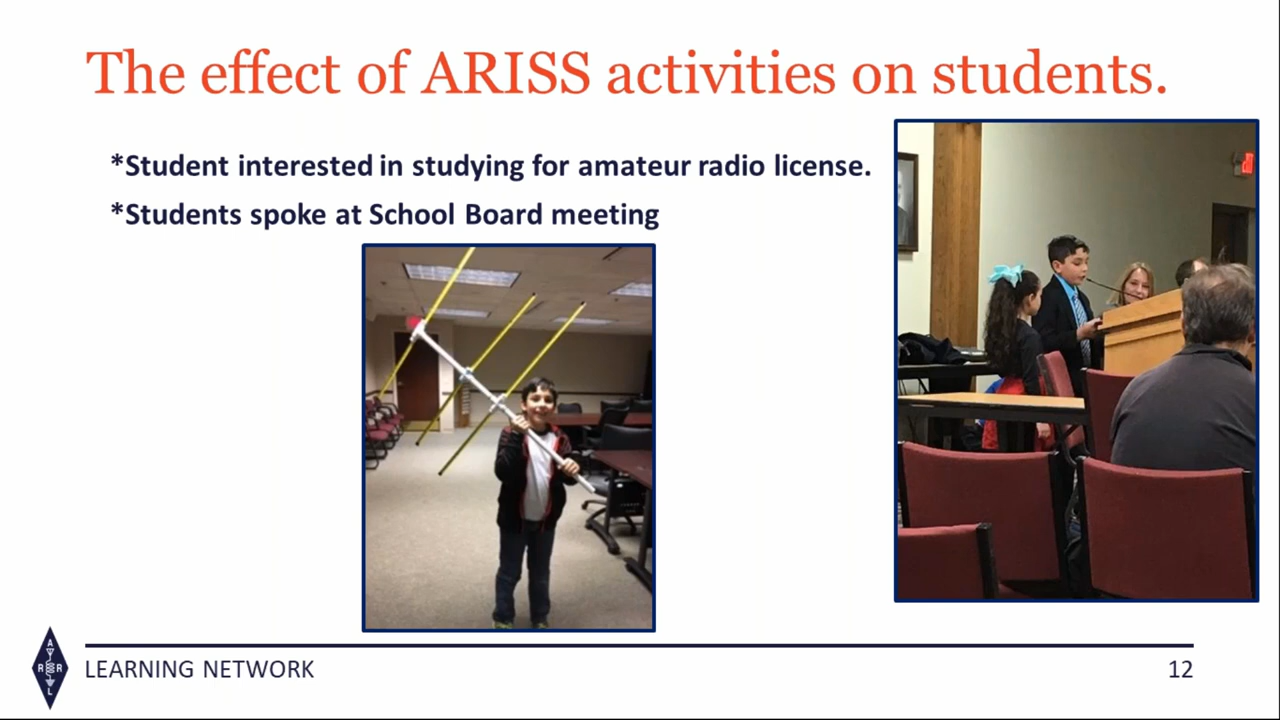 The effect of ARISS activities on students.
*Student interested in studying for amateur radio license.
*Students spoke at School Board meeting
A
R R
L
LEARNING NETWORK
12